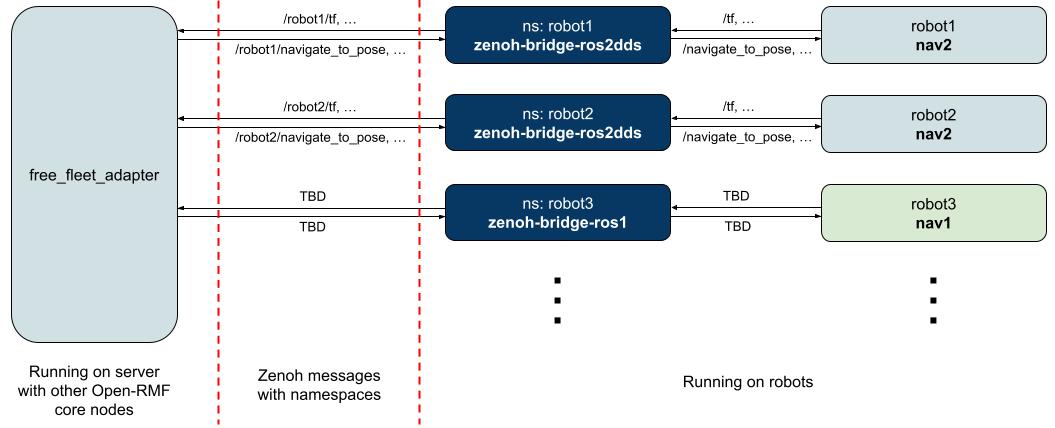 /robot1/tf, …
/robot1/navigate_to_pose, …
ns: robot1
zenoh-bridge-ros2dds
/tf, …
/navigate_to_pose, …
robot1
nav2
/robot2/tf, …
/robot2/navigate_to_pose, …
ns: robot2
zenoh-bridge-ros2dds
/tf, …
/navigate_to_pose, …
robot2
nav2
free_fleet_adapter
TBD
TBD
ns: robot3
zenoh-bridge-ros1
TBD
TBD
robot3
nav1
Running on server
with other Open-RMF
core nodes
Zenoh messages
with namespaces
Running on robots